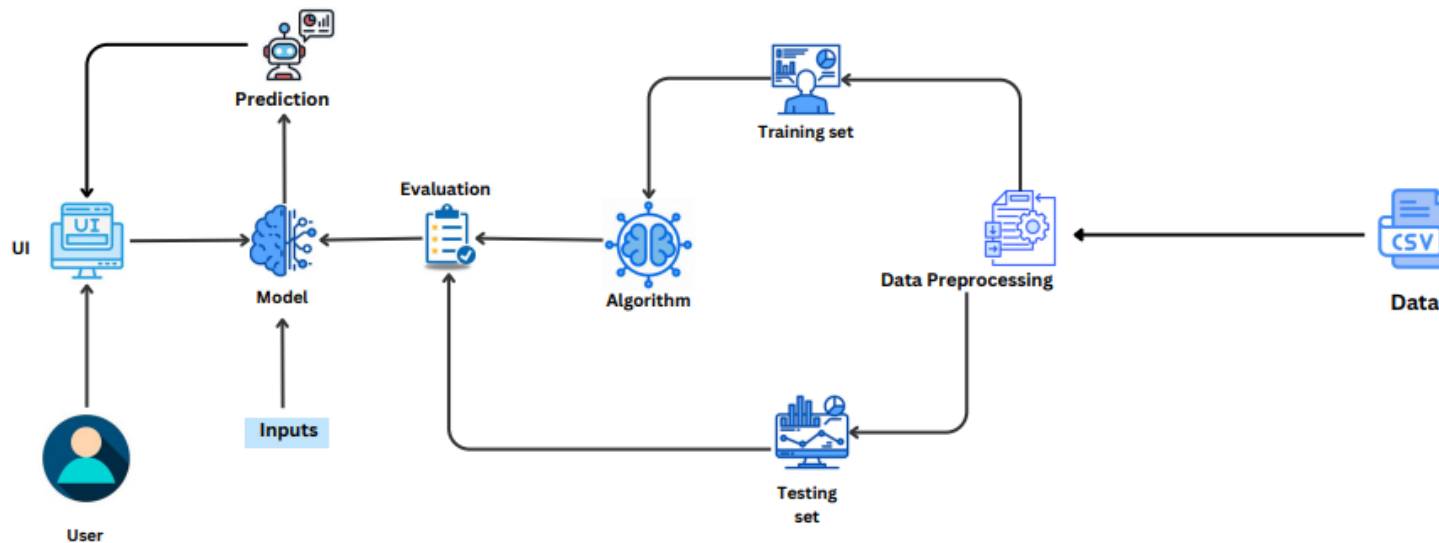 Prediction
Training set
Evaluation
UI
UI
CSV
Model
Algorithm
Data Preprocessing
Data
Inputs
Testing
set
User